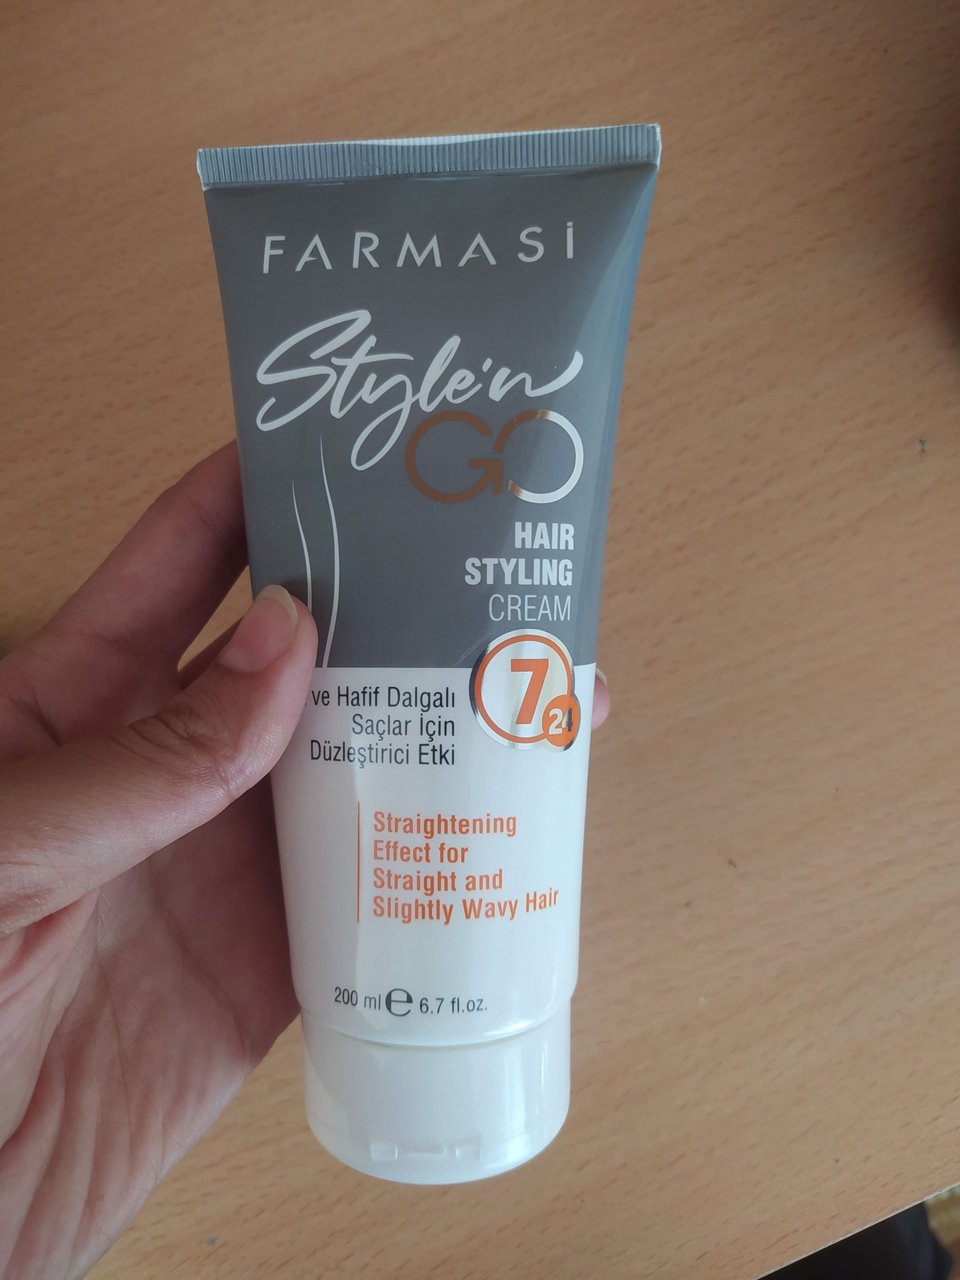 FARMASİ
Style'n
GO
HAIR
STYLING
CREAM
7
24
ve Hafif Dalgalı
Saçlar İçin
Düzleştirici Etki
Straightening
Effect for
Straight and
Slightly Wavy Hair
200 ml e 6.7 fl.oz.